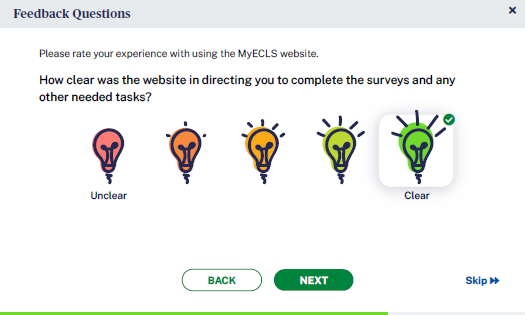 Feedback Questions
Please rate your experience with using the MyECLS website.
How clear was the website in directing you to complete the surveys and any
other needed tasks?
Unclear
Clear
BACK
NEXT
Skip